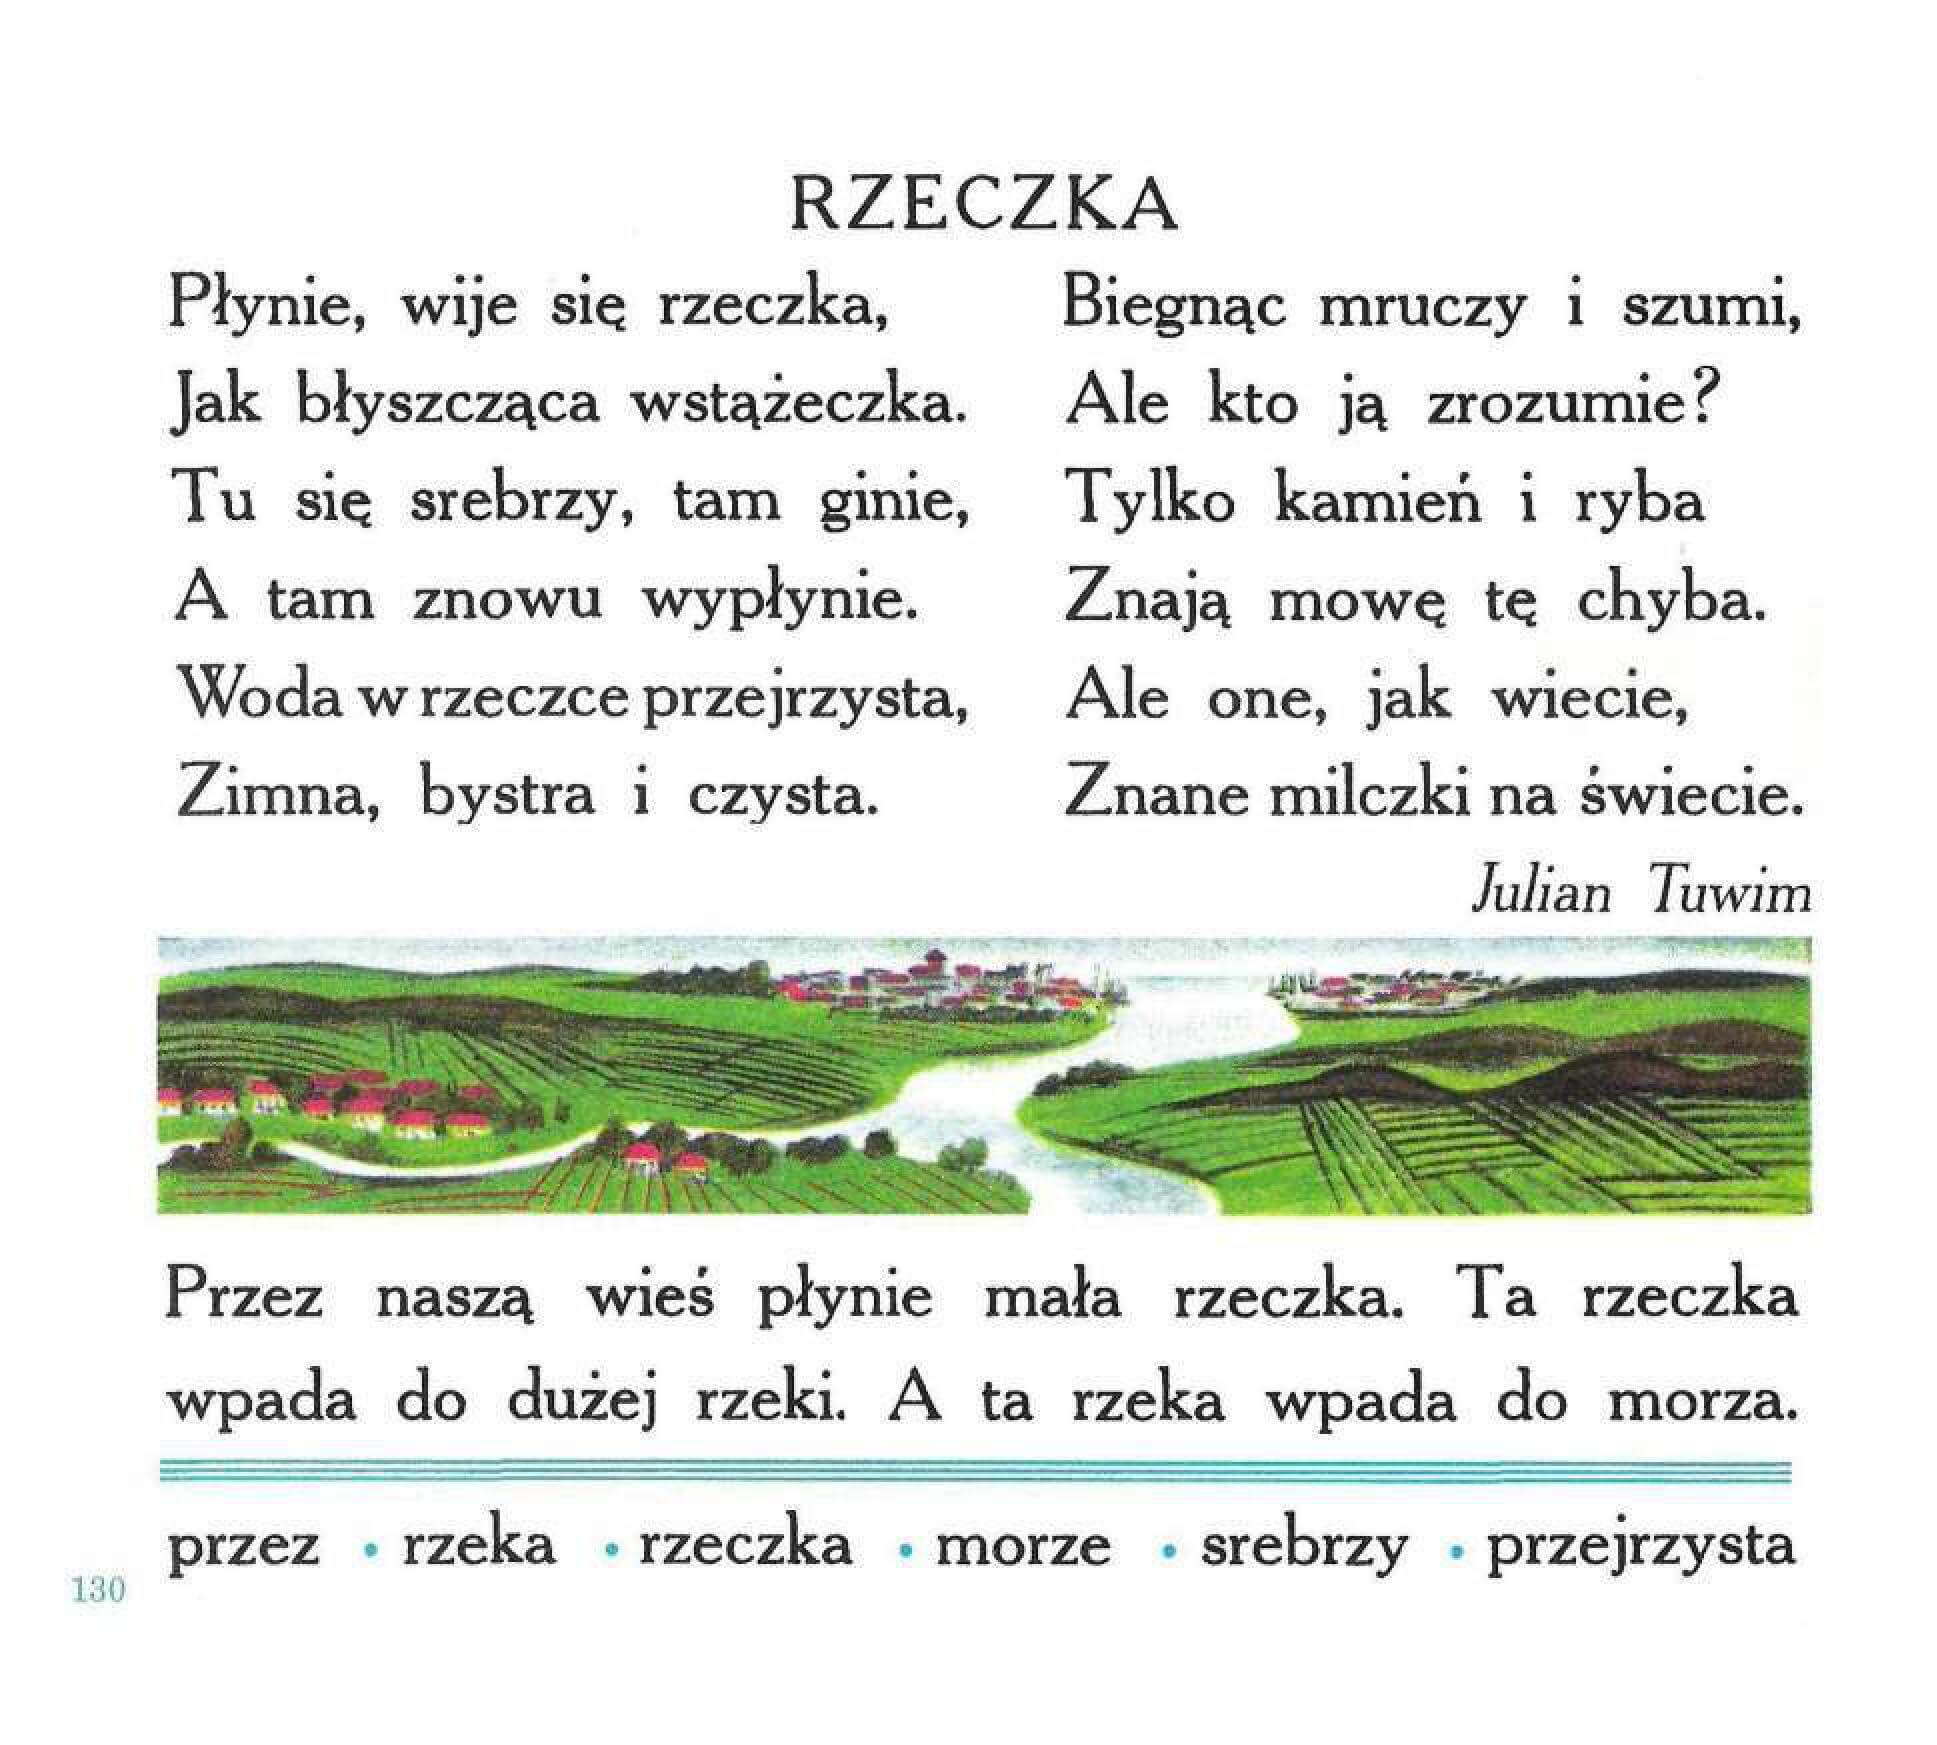 RZECZKA
Płynie, wije się rzeczka,
Jak błyszcząca wstążeczka.
Tu się srebrzy, tam ginie,
A tam znowu wypłynie.
Woda w rzeczce przejrzysta,
Zimna, bystra i czysta.
Biegnąc mruczy i szumi,
Ale kto ją zrozumie?
Tylko kamień i ryba
Znają mowę tę chyba.
Ale one, jak wiecie,
Znane milczki na świecie.
Julian Tuwim
Przez naszą wieś płynie mała rzeczka. Ta rzeczka
wpada do dużej rzeki. A ta rzeka wpada do morza.
przez • rzeka • rzeczka • morze • srebrzy • przejrzysta
130